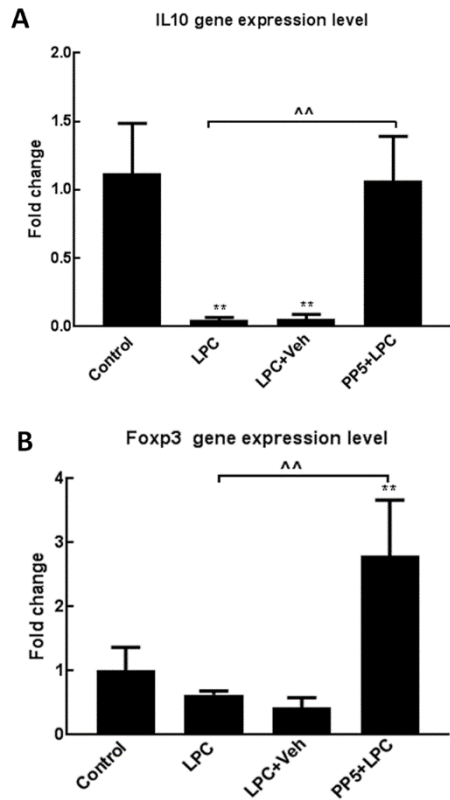 A
IL10 gene expression level
^^
2.0
1.5
1.0
0.5
0.0
Fold change
**
**
Control
LPC
LPC+Veh
PP5+LPC
B
Foxp3 gene expression level
^^
**
4
3
2
1
0
Fold change
Control
LPC
LPC+Veh
PP5+LPC